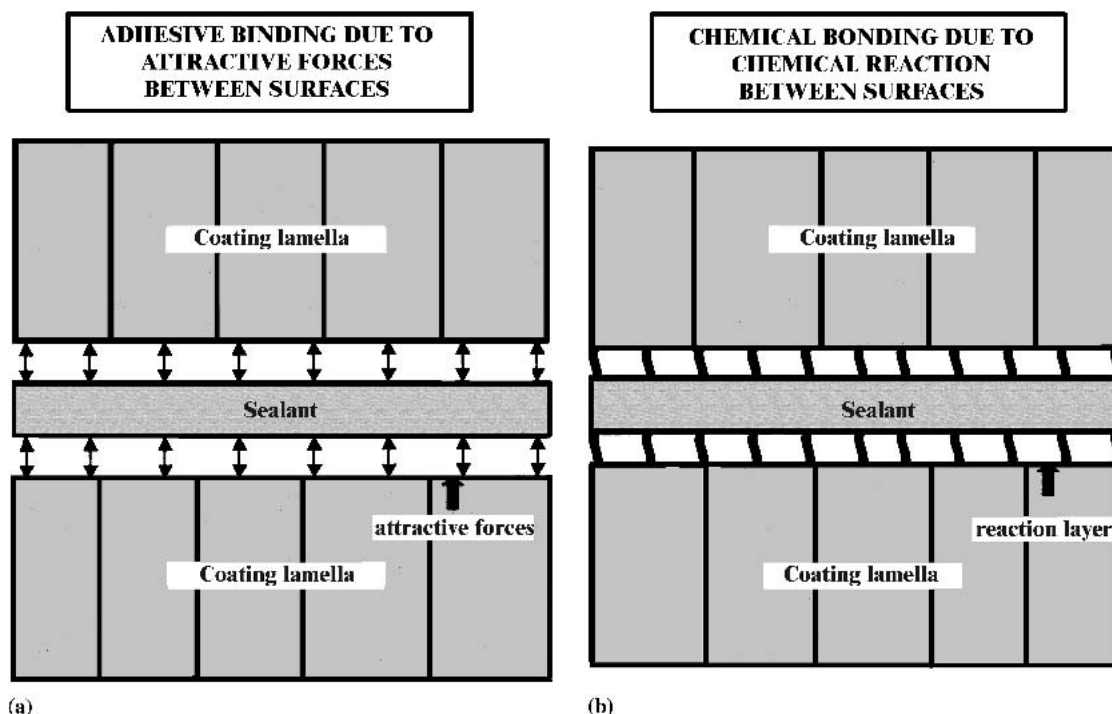 ADHESIVE BINDING DUE TO
ATTRACTIVE FORCES
BETWEEN SURFACES
Coating lamella
Sealant
attractive forces
Coating lamella
(a)
CHEMICAL BONDING DUE TO
CHEMICAL REACTION
BETWEEN SURFACES
Coating lamella
Sealant
reaction layer
Coating lamella
(b)